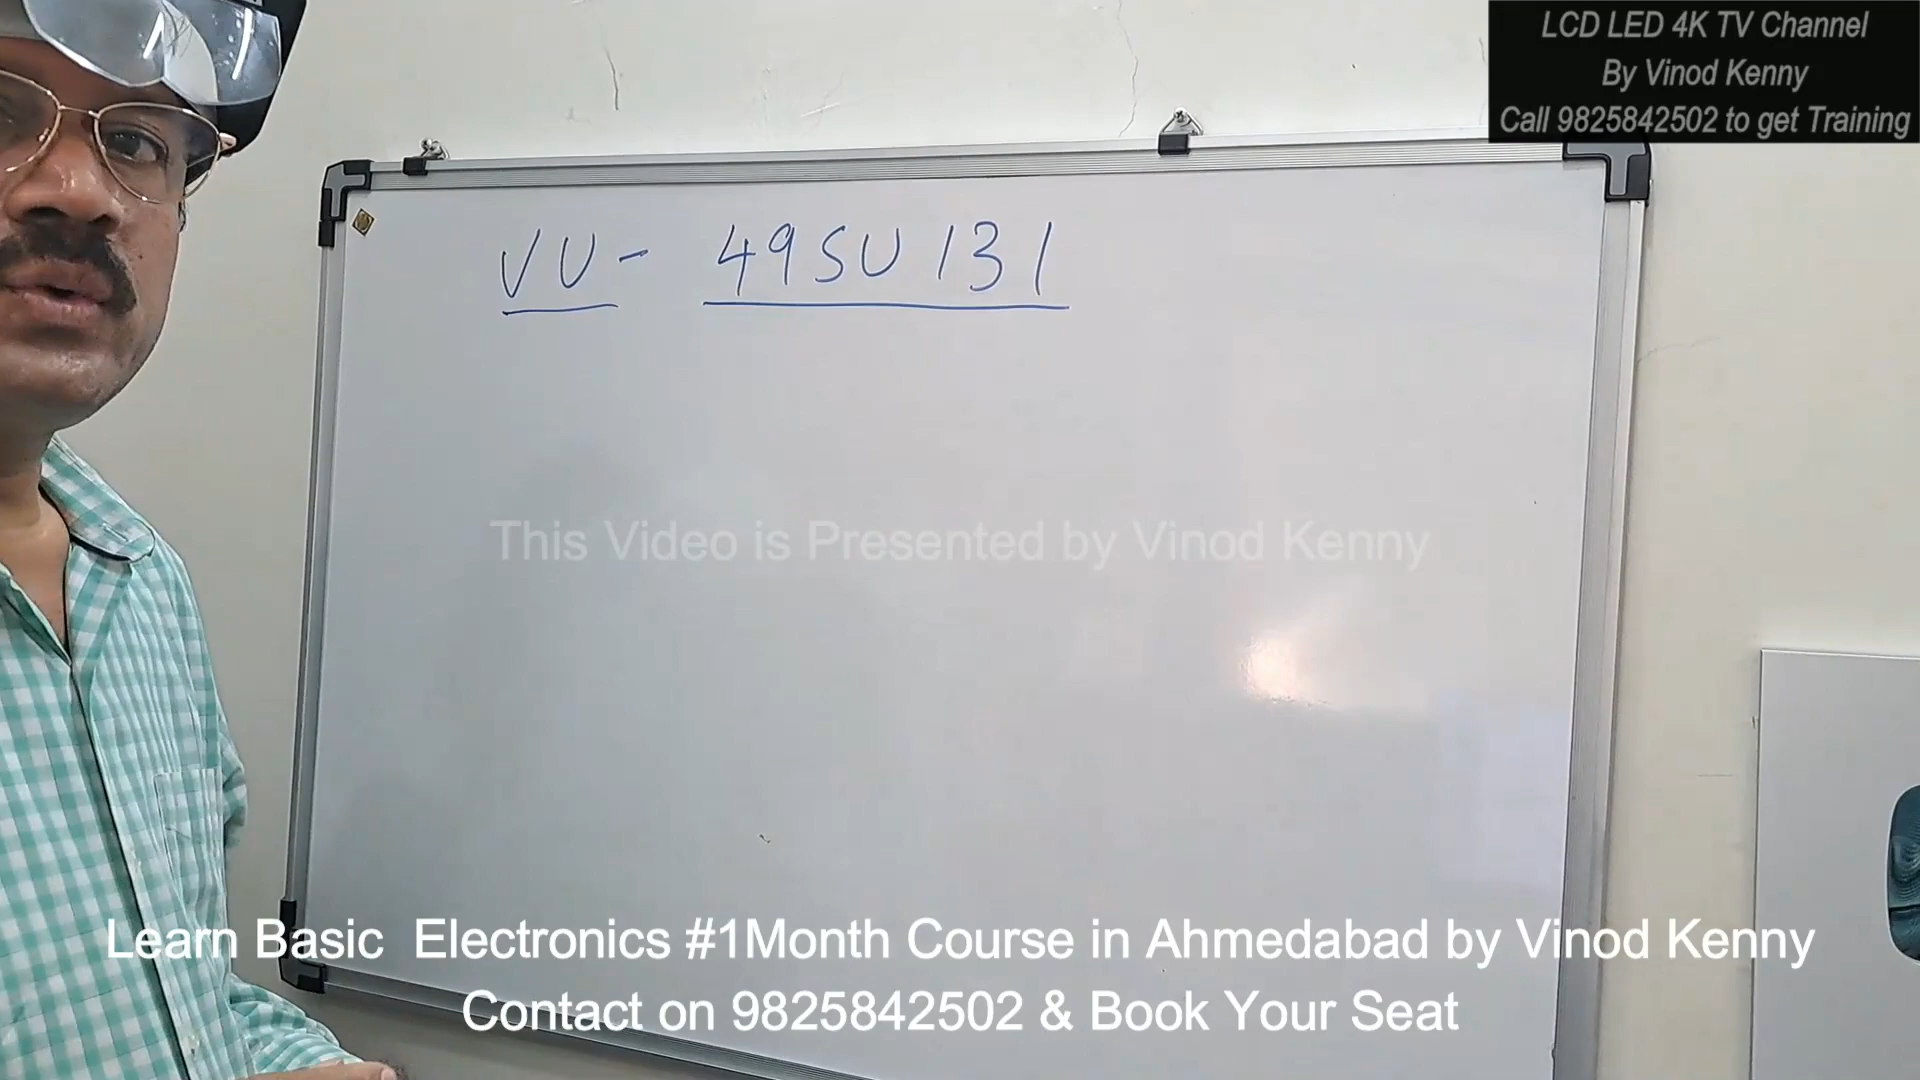 LCD LED 4K TV Channel
By Vinod Kenny
Call 9825842502 to get Training
VU - 49SU131
This Video is Presented by Vinod Kenny
Learn Basic Electronics #1Month Course in Ahmedabad by Vinod Kenny
Contact on 9825842502 & Book Your Seat